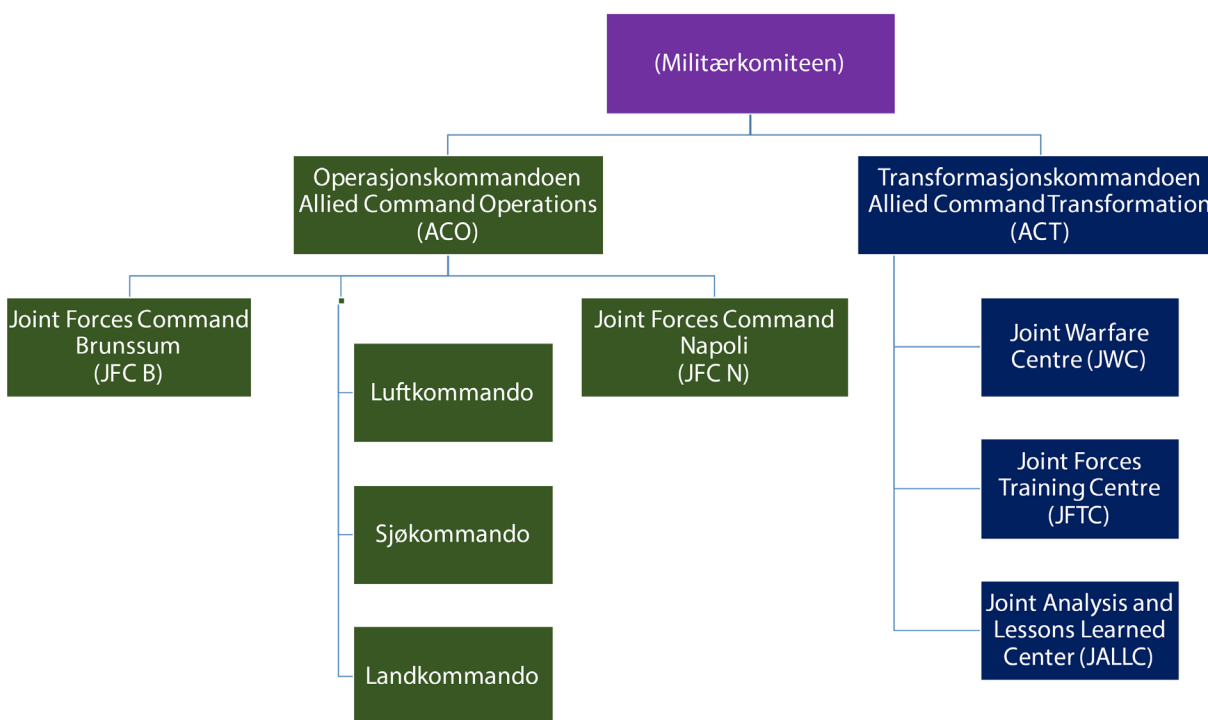 (Militærkomiteen)
Operasjonskommandoen
Allied Command Operations
(ACO)
Transformasjonskommandoen
Allied Command Transformation
(ACT)
Joint Forces Command
Brunssum
(JFC B)
Luftkommando
Sjøkommando
Landkommando
Joint Forces Command
Napoli
(JFC N)
Joint Warfare
Centre (JWC)
Joint Forces
Training Centre
(JFTC)
Joint Analysis and
Lessons Learned
Center (JALLC)